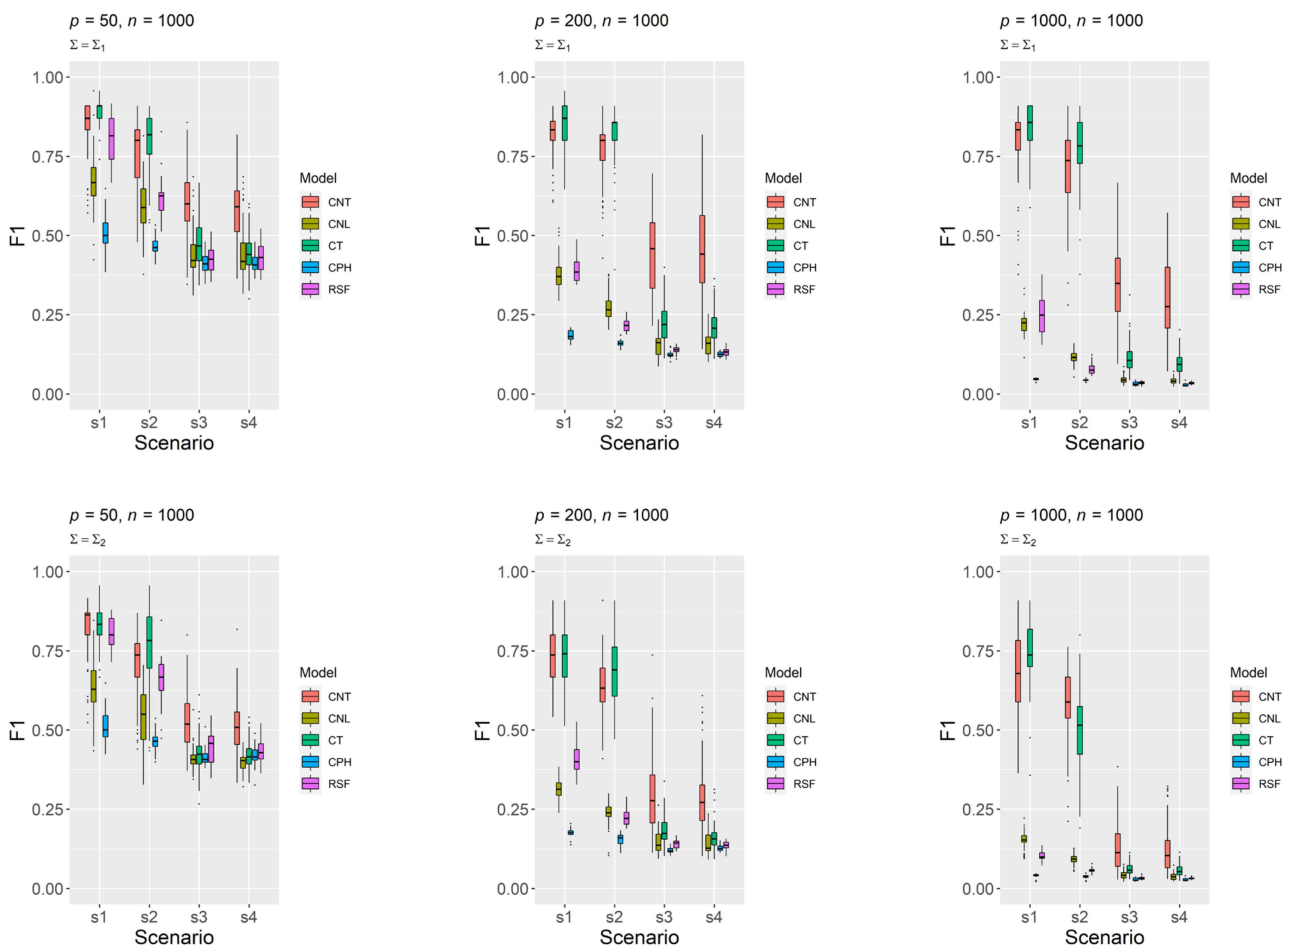 p = 50, n = 1000
Σ = Σ1
F1
1.00
0.75
0.50
0.25
0.00
s1 s2 s3 s4
Scenario
Model
CNT
CNL
CT
CPH
RSF
p = 200, n = 1000
Σ = Σ1
F1
1.00
0.75
0.50
0.25
0.00
s1 s2 s3 s4
Scenario
Model
CNT
CNL
CT
CPH
RSF
p = 1000, n = 1000
Σ = Σ1
F1
1.00
0.75
0.50
0.25
0.00
s1 s2 s3 s4
Scenario
Model
CNT
CNL
CT
CPH
RSF
p = 50, n = 1000
Σ = Σ2
F1
1.00
0.75
0.50
0.25
0.00
s1 s2 s3 s4
Scenario
Model
CNT
CNL
CT
CPH
RSF
p = 200, n = 1000
Σ = Σ2
F1
1.00
0.75
0.50
0.25
0.00
s1 s2 s3 s4
Scenario
Model
CNT
CNL
CT
CPH
RSF
p = 1000, n = 1000
Σ = Σ2
F1
1.00
0.75
0.50
0.25
0.00
s1 s2 s3 s4
Scenario
Model
CNT
CNL
CT
CPH
RSF